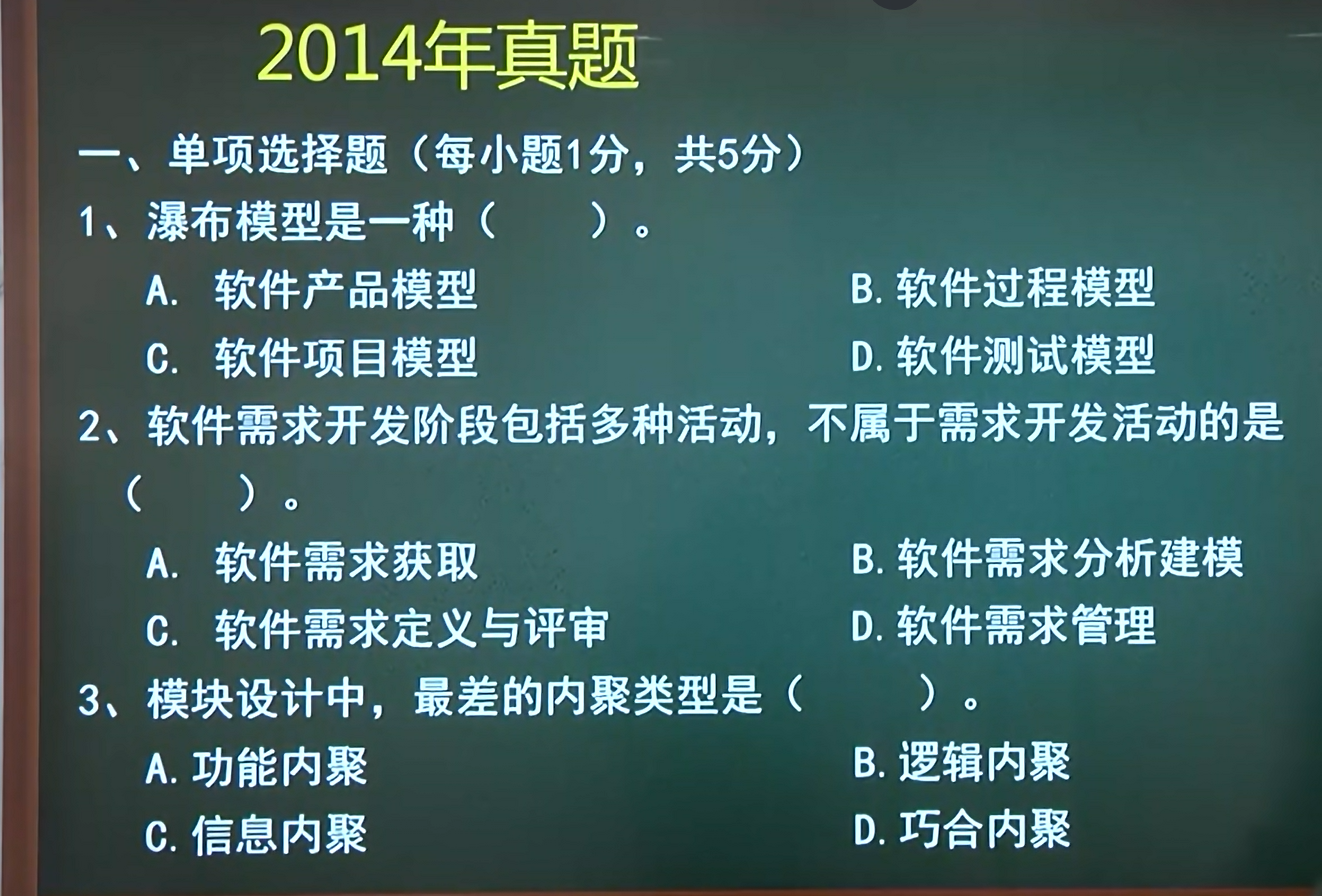 2014年真题
一、单项选择题（每小题1分，共5分）
1、瀑布模型是一种（　　）。
A. 软件产品模型 B. 软件过程模型
C. 软件项目模型 D. 软件测试模型
2、软件需求开发阶段包括多种活动，不属于需求开发活动的是
（　　）。
A. 软件需求获取 B. 软件需求分析建模
C. 软件需求定义与评审 D. 软件需求管理
3、模块设计中，最差的内聚类型是（　　）。
A. 功能内聚 B. 逻辑内聚
C. 信息内聚 D. 巧合内聚